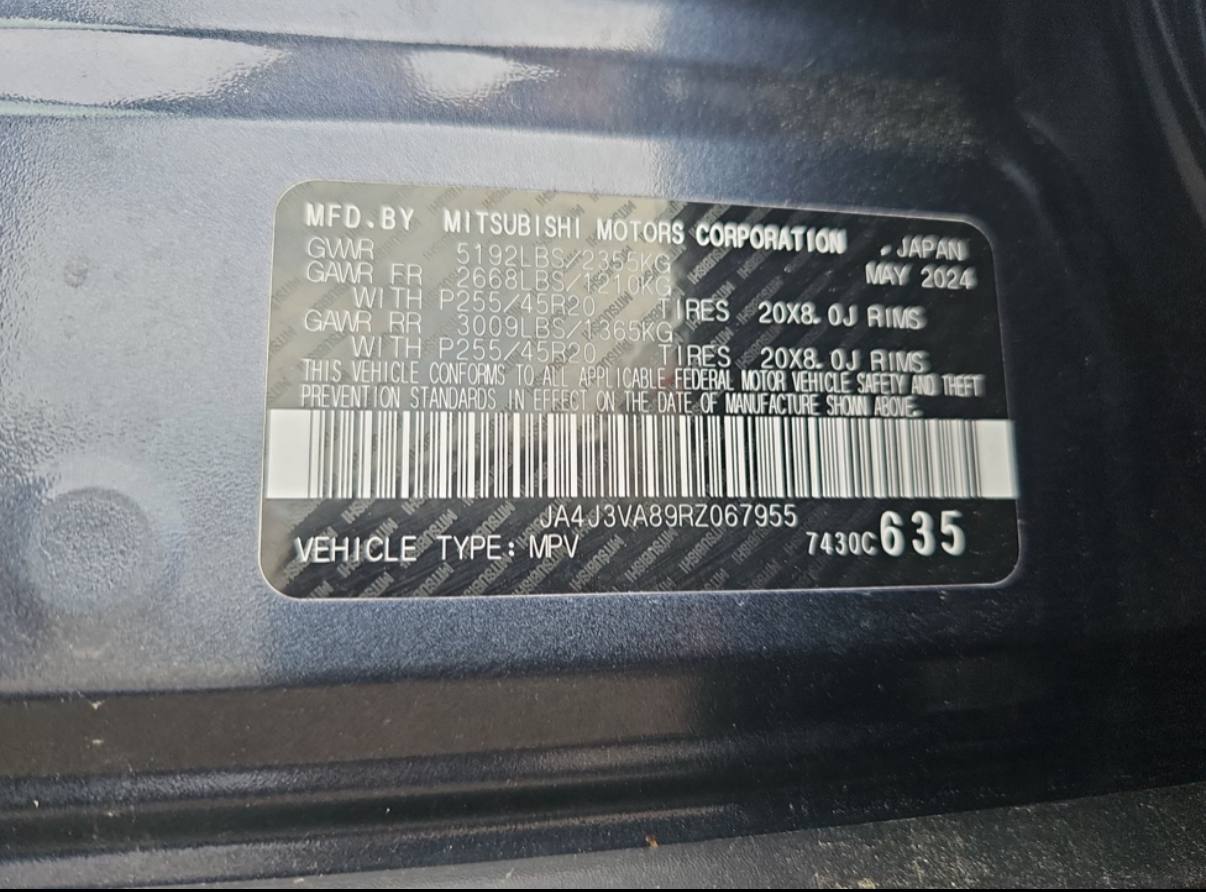 MFD.BY MITSUBISHI MOTORS CORPORATION , JAPAN
GVWR 5192LBS/2355KG MAY 2024
GAWR FR 2668LBS/1210KG
WITH P255/45R20 TIRES 20X8.0J RIMS
GAWR RR 3009LBS/1365KG
WITH P255/45R20 TIRES 20X8.0J RIMS
THIS VEHICLE CONFORMS TO ALL APPLICABLE FEDERAL MOTOR VEHICLE SAFETY AND THEFT
PREVENTION STANDARDS IN EFFECT ON THE DATE OF MANUFACTURE SHOWN ABOVE.
JA4J3VA89RZ067955
VEHICLE TYPE: MPV 7430C635